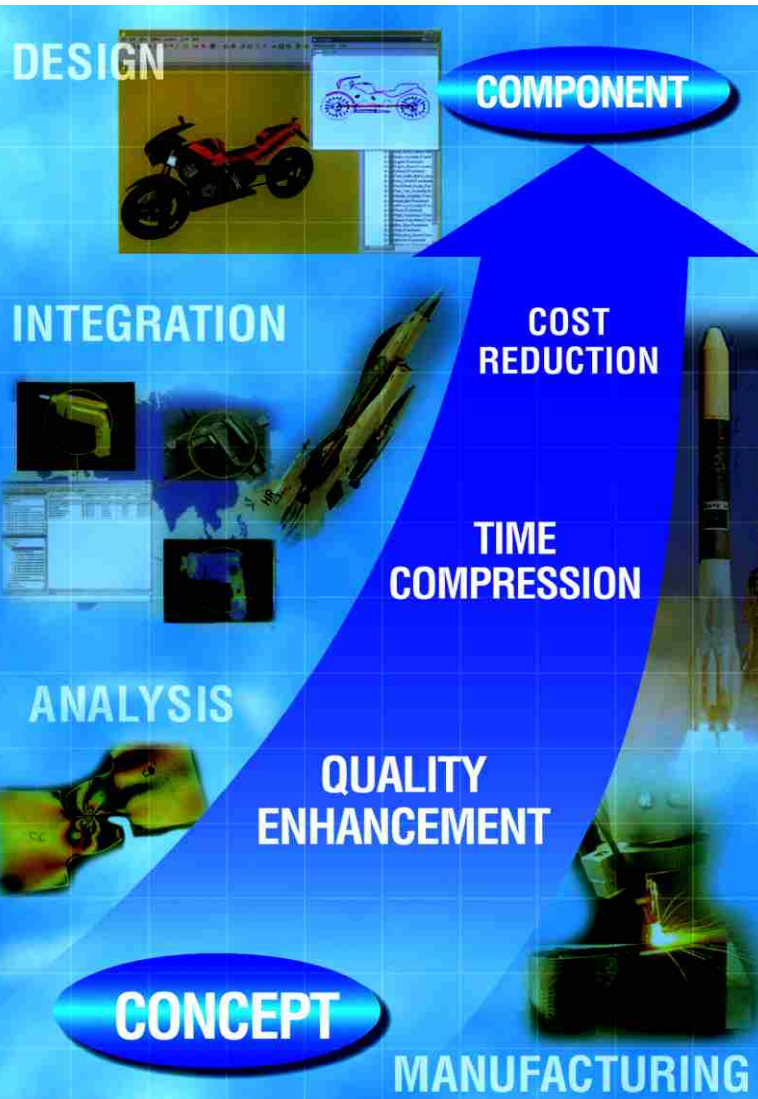 DESIGN
COMPONENT
INTEGRATION
COST
REDUCTION
TIME
COMPRESSION
ANALYSIS
QUALITY
ENHANCEMENT
CONCEPT
MANUFACTURING